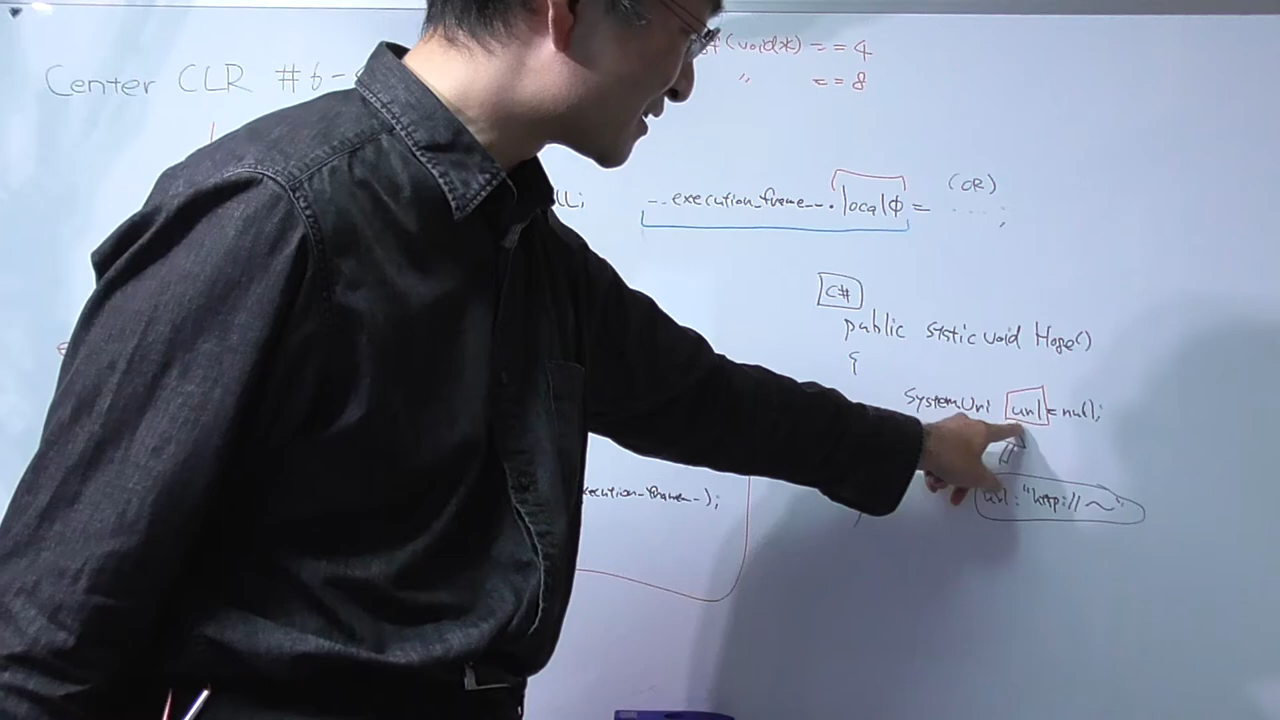 Center CLR #6-
(void*) == 4
〃 == 8
LL; __execution_frame__.local0 = ....;
(OR)
C#
public static void Hoge()
{
System.Uri url = null;
url: "http://～"
execution_frame__);